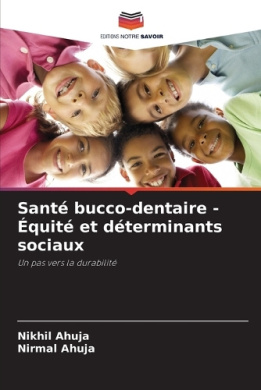 EDITIONS NOTRE SAVOIR
Santé bucco-dentaire -
Équité et déterminants
sociaux
Un pas vers la durabilité
Nikhil Ahuja
Nirmal Ahuja